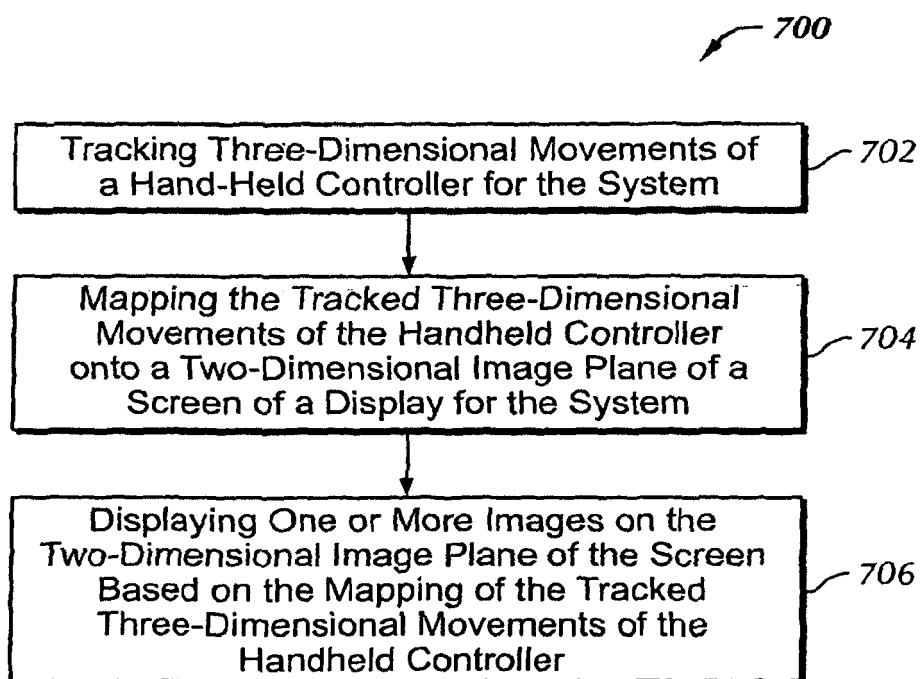 700
Tracking Three-Dimensional Movements of
a Hand-Held Controller for the System
702
Mapping the Tracked Three-Dimensional
Movements of the Handheld Controller
onto a Two-Dimensional Image Plane of a
Screen of a Display for the System
704
Displaying One or More Images on the
Two-Dimensional Image Plane of the Screen
Based on the Mapping of the Tracked
Three-Dimensional Movements of the
Handheld Controller
706